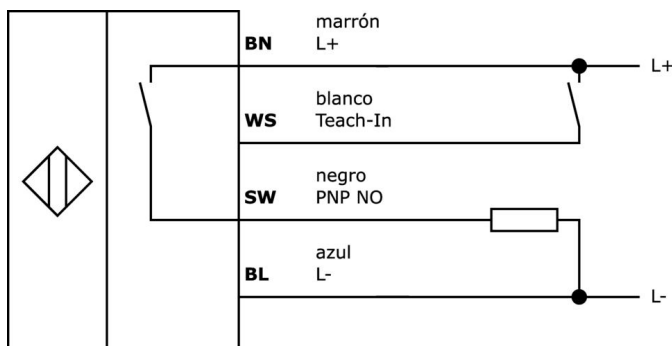 marrón
BN L+
L+
blanco
WS Teach-In
negro
SW PNP NO
azul
BL L-
L-